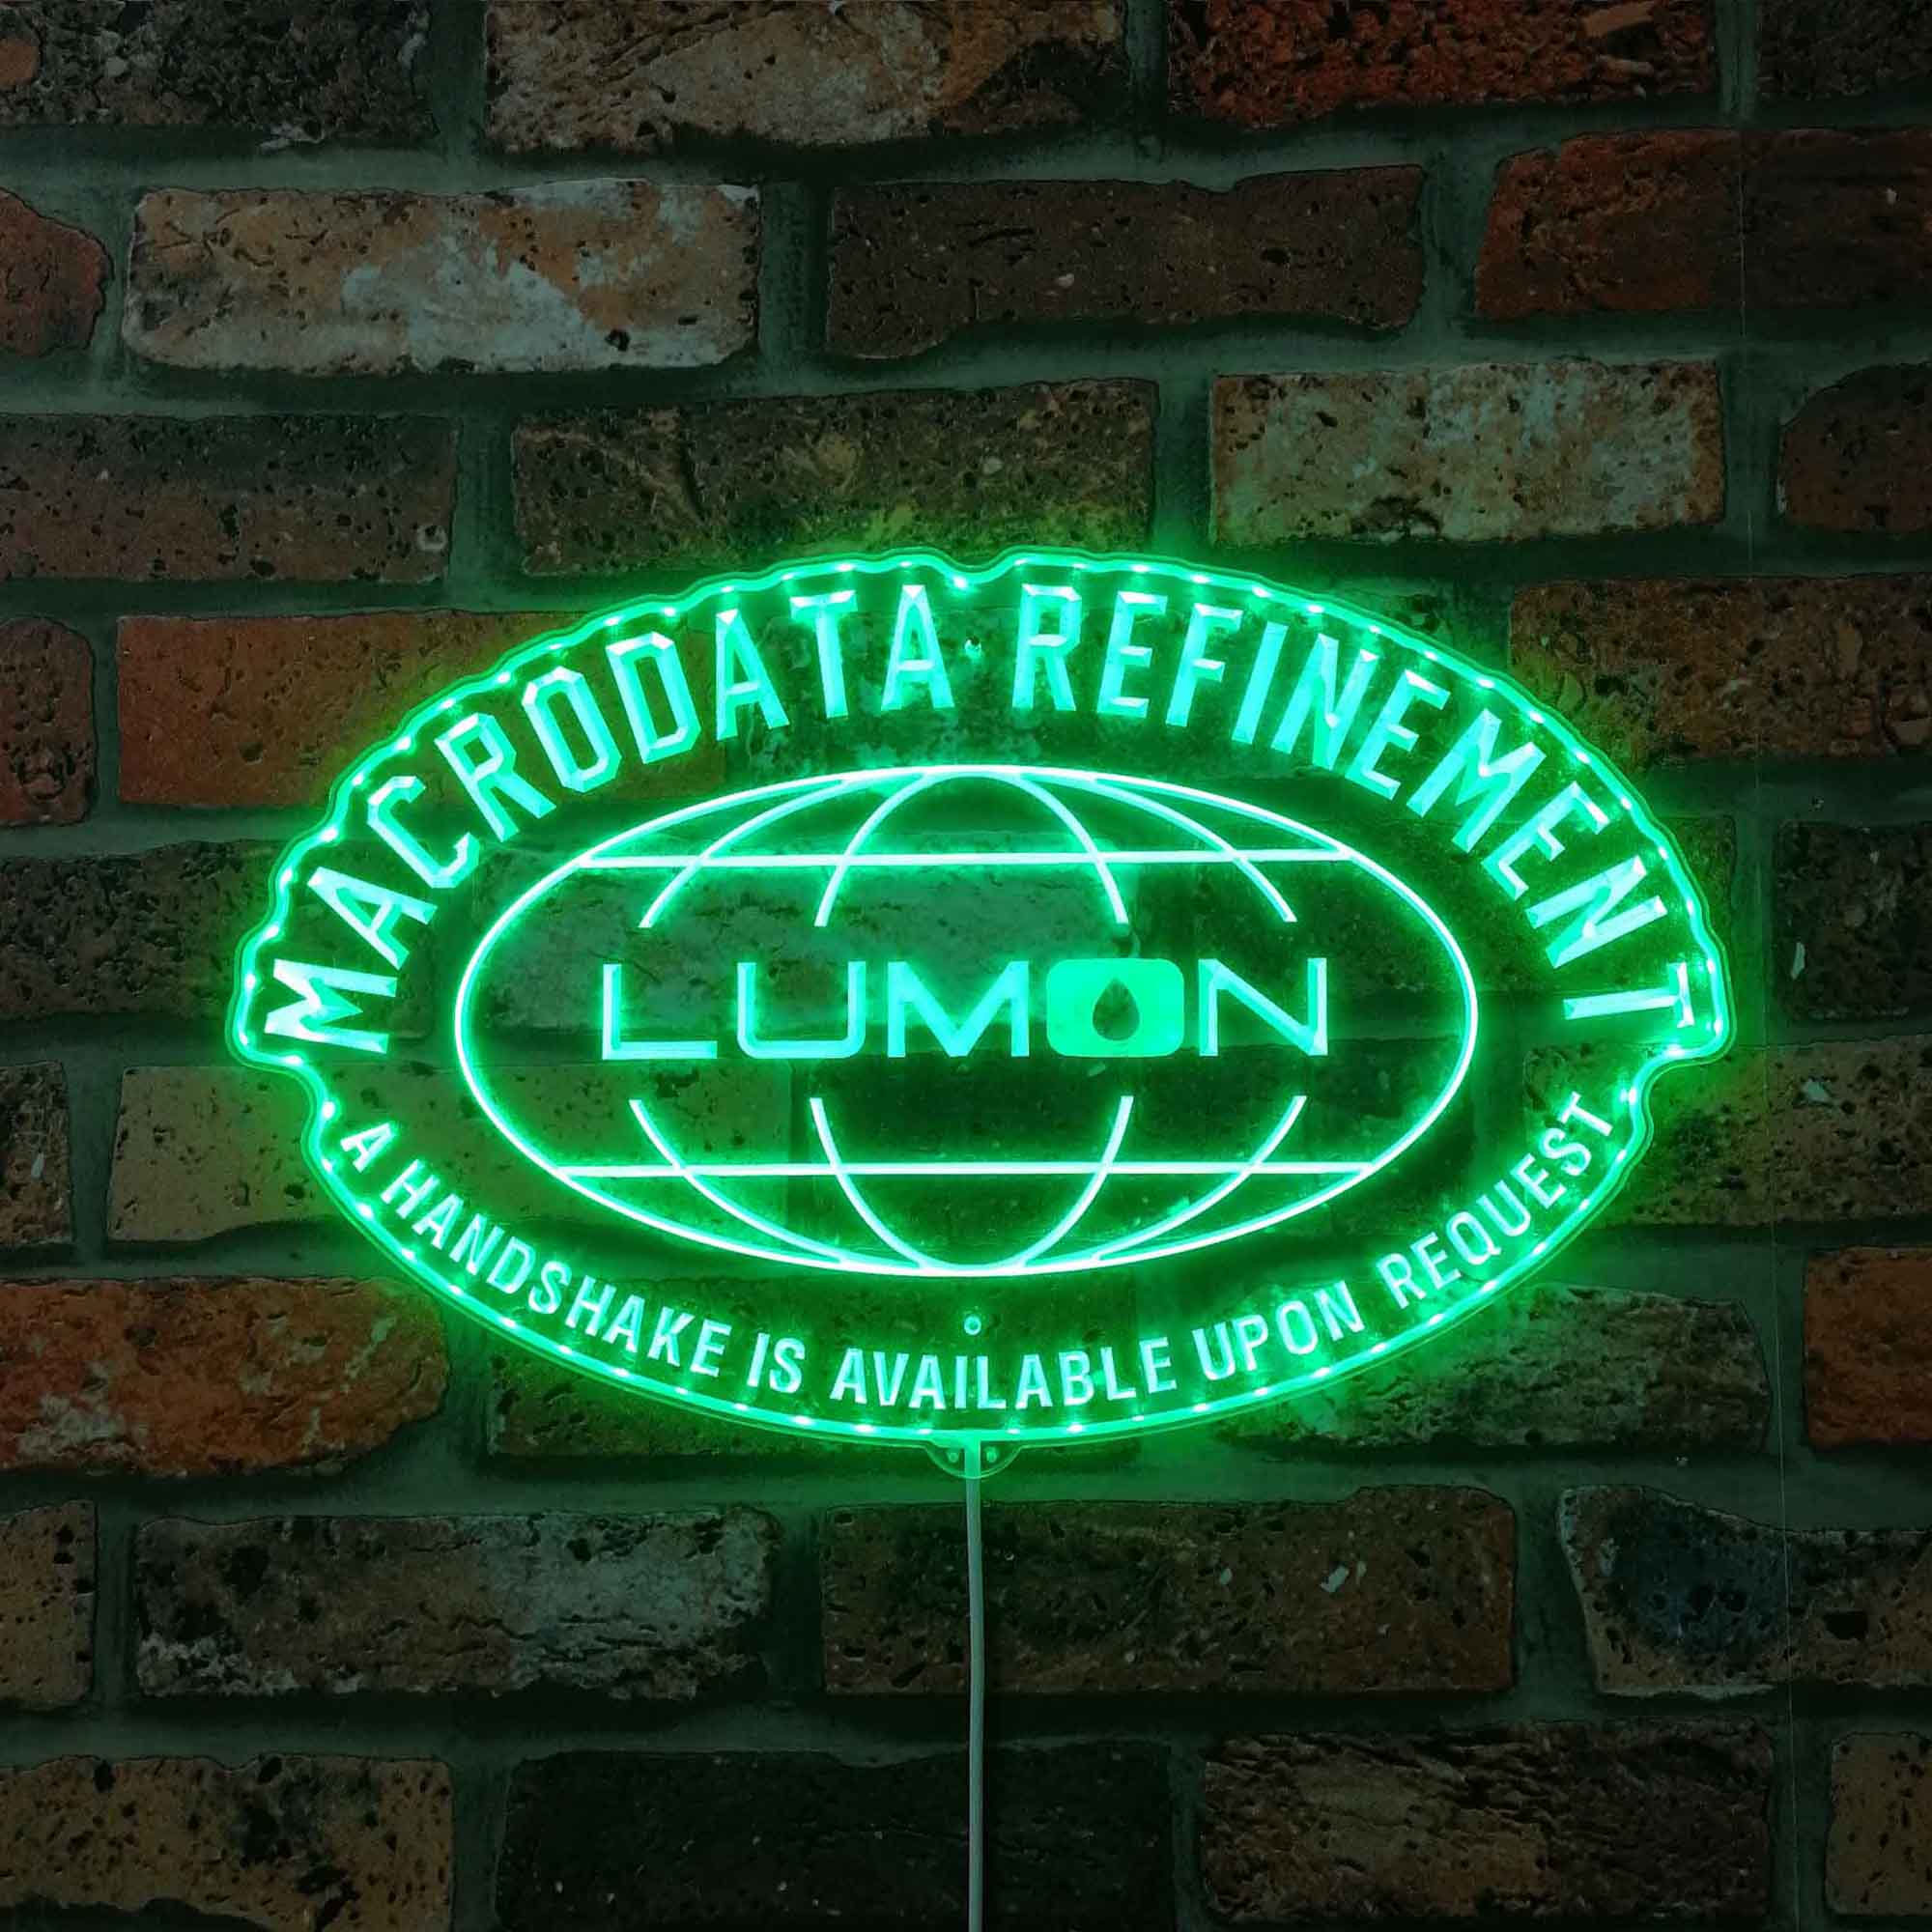 MACRODATA REFINEMENT
LUMON
A HANDSHAKE IS AVAILABLE UPON REQUEST